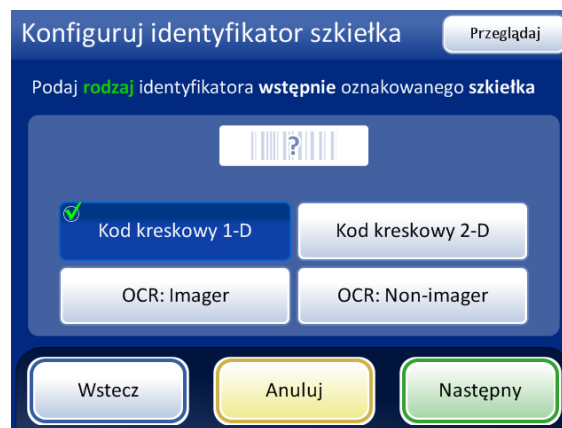 Konfiguruj identyfikator szkiełka
Przeglądaj
Podaj rodzaj identyfikatora wstępnie oznakowanego szkiełka
?
Kod kreskowy 1-D
Kod kreskowy 2-D
OCR: Imager
OCR: Non-imager
Wstecz
Anuluj
Następny